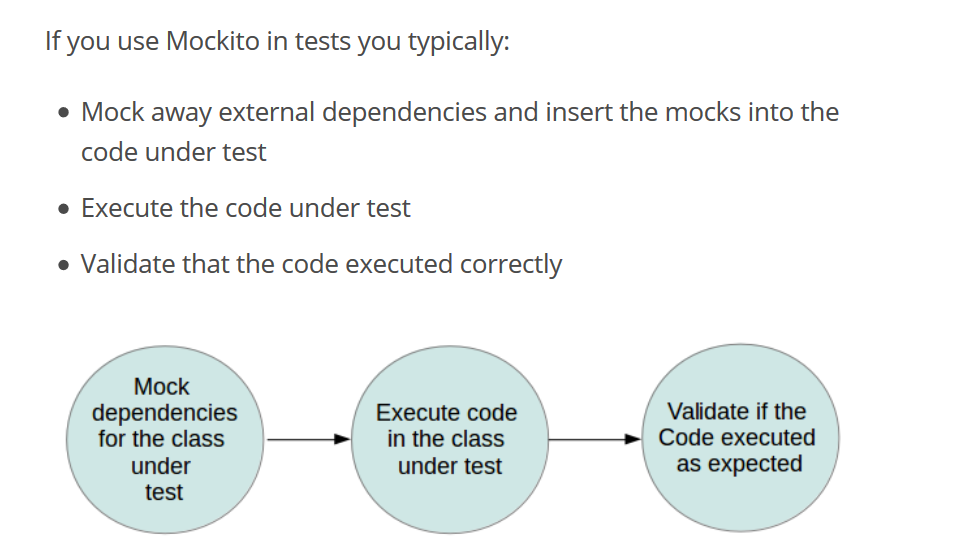 If you use Mockito in tests you typically:
• Mock away external dependencies and insert the mocks into the
code under test
• Execute the code under test
• Validate that the code executed correctly
Mock
dependencies
for the class
under
test
Execute code
in the class
under test
Validate if the
Code executed
as expected